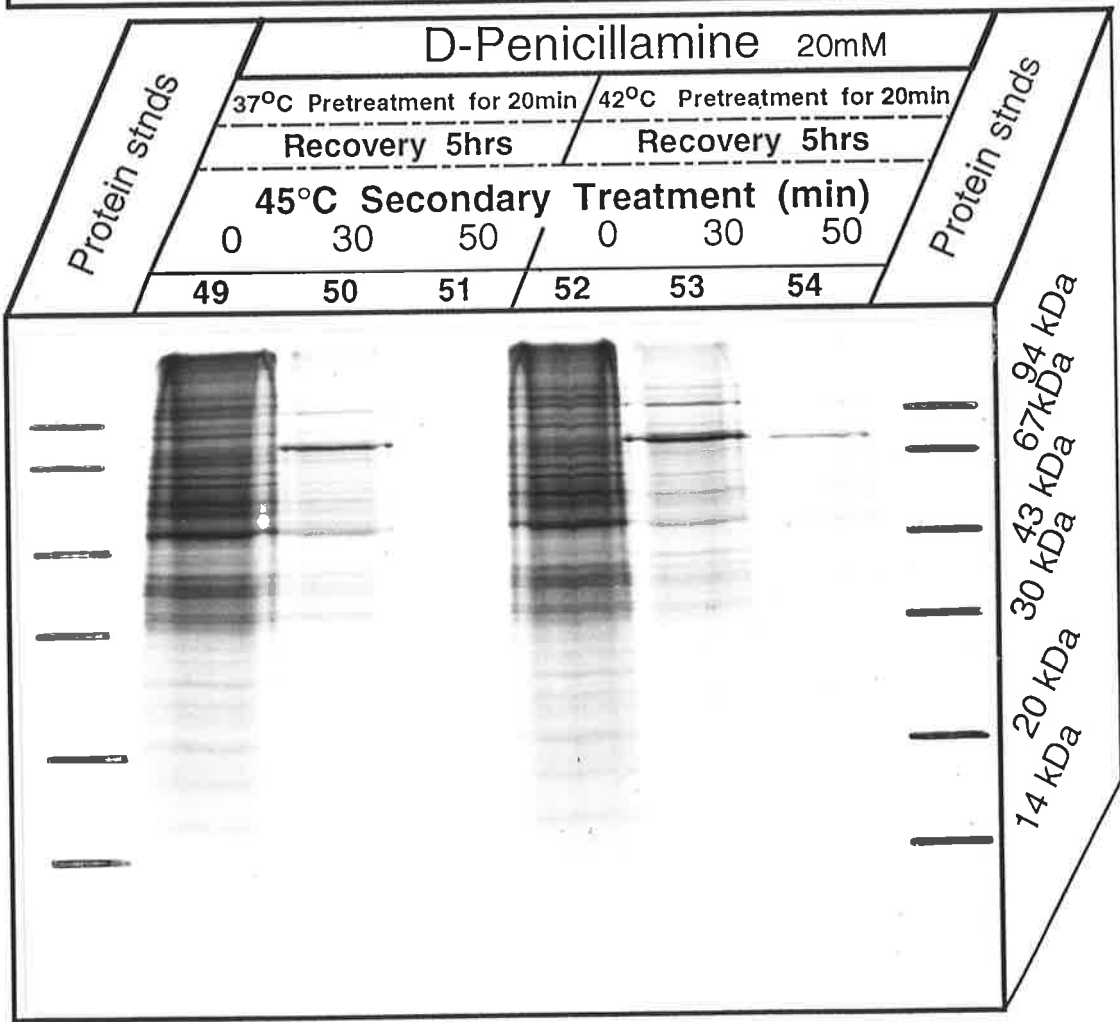 D-Penicillamine 20mM
Protein stnds
37°C Pretreatment for 20min / 42°C Pretreatment for 20min
Protein stnds
Recovery 5hrs / Recovery 5hrs
45°C Secondary Treatment (min)
0 30 50 / 0 30 50
49 50 51 / 52 53 54
94 kDa
67kDa
43 kDa
30 kDa
20 kDa
14 kDa